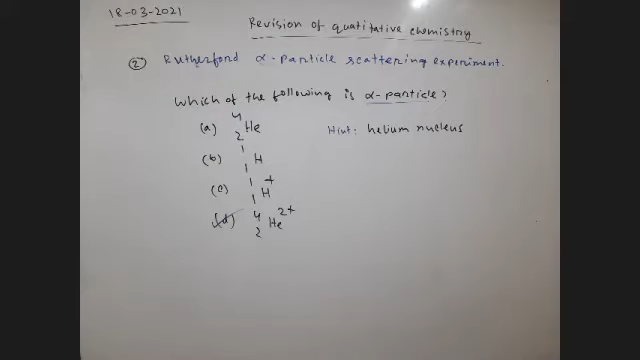 18-03-2021
Revision of quatitative chemistry
② Rutherford α-particle scattering experiment.
Which of the following is α-particle?
(a) ⁴₂He
Hint: helium nucleus
(b) ¹₁H
(c) ¹₁H⁺
(d) ⁴₂He²⁺